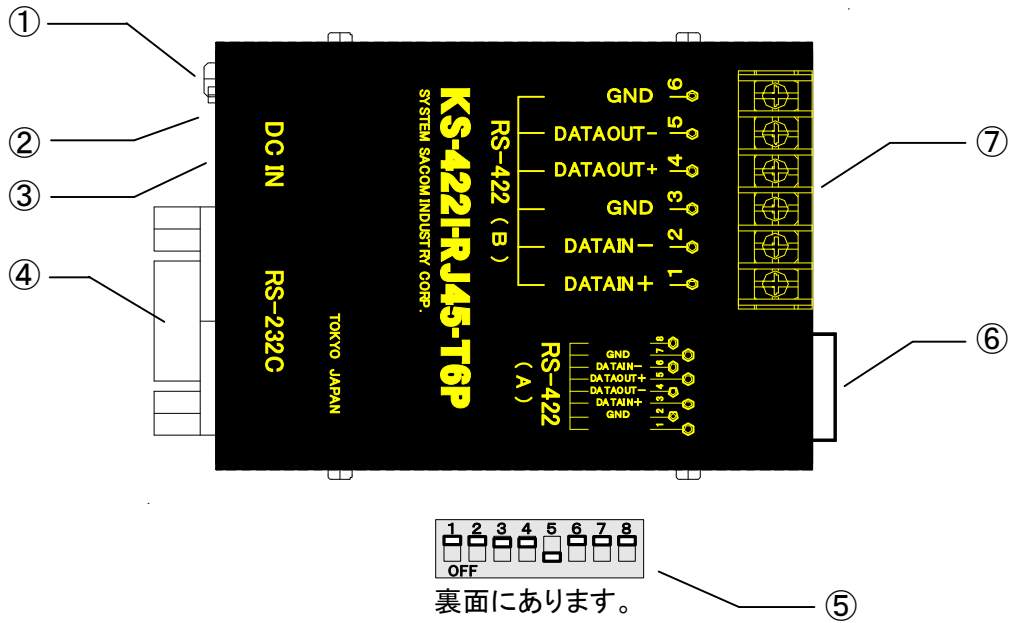 ①
②
③
④
DC IN
RS-232C
KS-422I-RJ45-T6P
SYSTEM SACOM INDUSTRY CORP.
TOKYO JAPAN
RS-422 (B)
GND 6
DATAOUT- 5
DATAOUT+ 4
GND 3
DATAIN- 2
DATAIN+ 1
RS-422 (A)
8
GND 7
DATAIN- 6
DATAOUT+ 5
DATAOUT- 4
DATAIN+ 3
GND 2
1
⑦
⑥
1 2 3 4 5 6 7 8
OFF
裏面にあります。
⑤